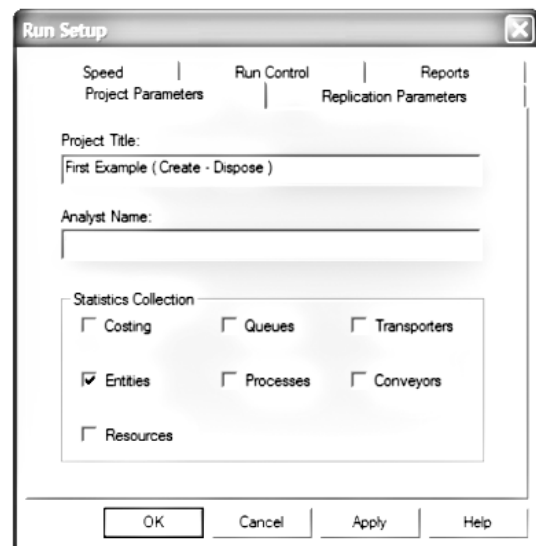 Run Setup
Speed Run Control Reports
Project Parameters Replication Parameters
Project Title:
First Example ( Create - Dispose )
Analyst Name:
Statistics Collection
Costing Queues Transporters
Entities Processes Conveyors
Resources
OK Cancel Apply Help